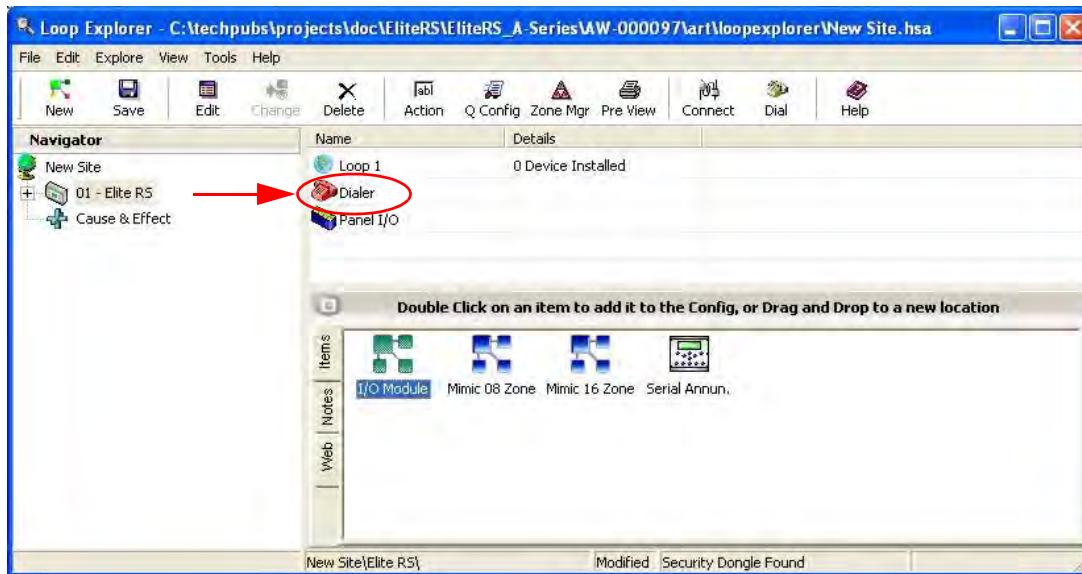 Loop Explorer - C:\techpubs\projects\doc\EliteRS\EliteRS_A-Series\AW-000097\art\loopexplorer\New Site.hsa
File Edit Explore View Tools Help
New Save Edit Change Delete Action Q Config Zone Mgr Pre View Connect Dial Help
Navigator
New Site
01 - Elite RS
Cause & Effect
Name Details
Loop 1 0 Device Installed
Dialer
Panel I/O
Double Click on an item to add it to the Config, or Drag and Drop to a new location
Items
Notes
Web
I/O Module Mimic 08 Zone Mimic 16 Zone Serial Annun.
New Site\Elite RS\ Modified Security Dongle Found